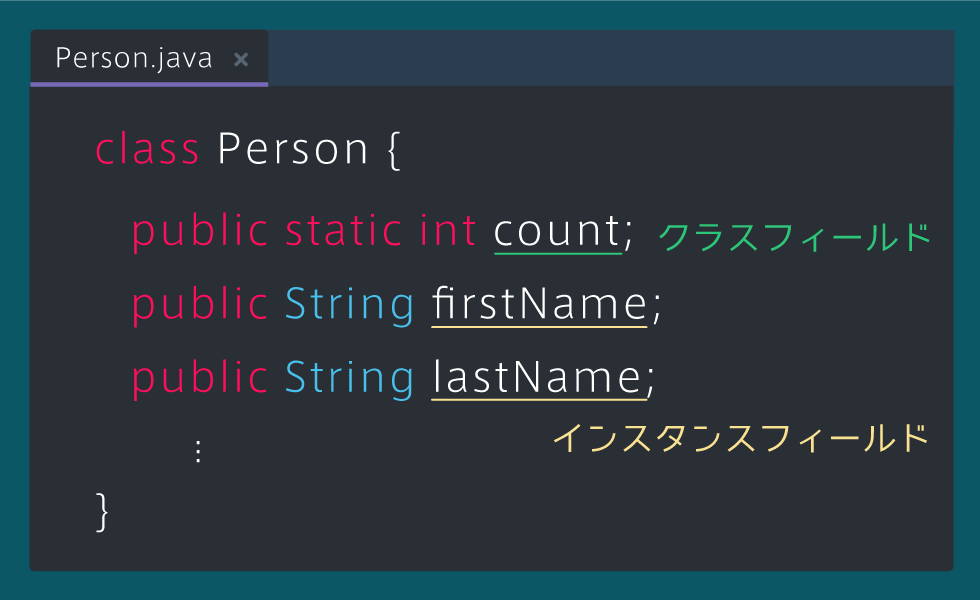 Person.java ×
class Person {
public static int count; クラスフィールド
public String firstName;
public String lastName;
インスタンスフィールド
⋮
}